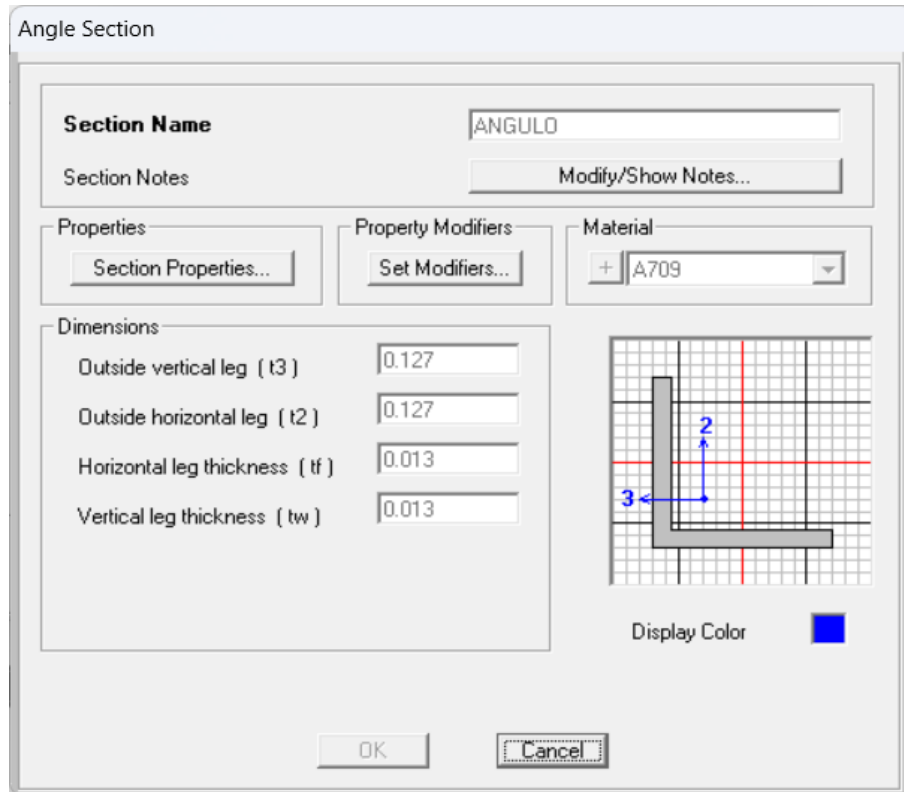 Angle Section
Section Name
ANGULO
Section Notes
Modify/Show Notes...
Properties
Section Properties...
Property Modifiers
Set Modifiers...
Material
+
A709
Dimensions
Outside vertical leg ( t3 )
0.127
Outside horizontal leg ( t2 )
0.127
Horizontal leg thickness ( tf )
0.013
Vertical leg thickness ( tw )
0.013
2
3
Display Color
OK
Cancel